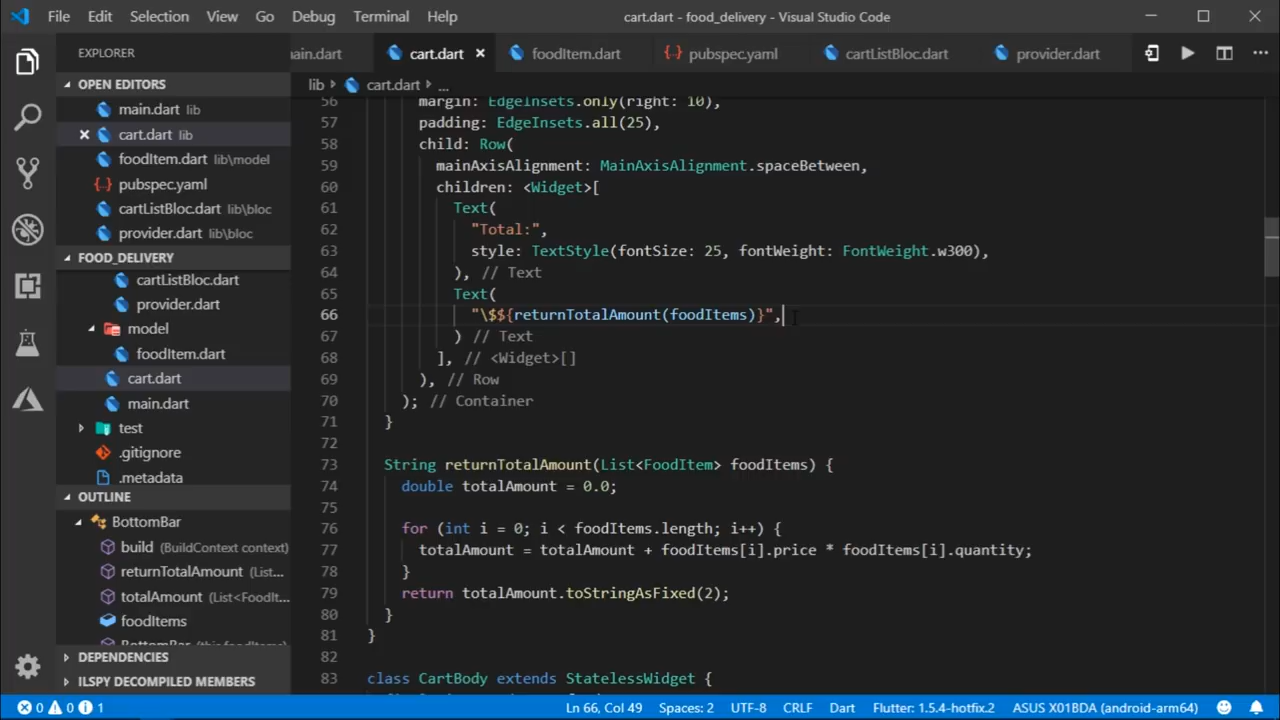 File Edit Selection View Go Debug Terminal Help cart.dart - food_delivery - Visual Studio Code
EXPLORER
OPEN EDITORS
main.dart lib
cart.dart lib
foodItem.dart lib\model
pubspec.yaml
cartListBloc.dart lib\bloc
provider.dart lib\bloc
FOOD_DELIVERY
cartListBloc.dart
provider.dart
model
foodItem.dart
cart.dart
main.dart
test
.gitignore
.metadata
OUTLINE
BottomBar
build (BuildContext context)
returnTotalAmount (List...
totalAmount (List<FoodIt...
foodItems
BottomBar (this.foodItems)
DEPENDENCIES
ILSPY DECOMPILED MEMBERS
ain.dart cart.dart foodItem.dart pubspec.yaml cartListBloc.dart provider.dart
lib cart.dart ...
56 margin: EdgeInsets.only(right: 10),
57 padding: EdgeInsets.all(25),
58 child: Row(
59 mainAxisAlignment: MainAxisAlignment.spaceBetween,
60 children: <Widget>[
61 Text(
62 "Total:",
63 style: TextStyle(fontSize: 25, fontWeight: FontWeight.w300),
64 ), // Text
65 Text(
66 "\$${returnTotalAmount(foodItems)}",
67 ) // Text
68 ], // <Widget>[]
69 ), // Row
70 ); // Container
71 }
72
73 String returnTotalAmount(List<FoodItem> foodItems) {
74 double totalAmount = 0.0;
75
76 for (int i = 0; i < foodItems.length; i++) {
77 totalAmount = totalAmount + foodItems[i].price * foodItems[i].quantity;
78 }
79 return totalAmount.toStringAsFixed(2);
80 }
81 }
82
83 class CartBody extends StatelessWidget {
0 0 1 Ln 66, Col 49 Spaces: 2 UTF-8 CRLF Dart Flutter: 1.5.4-hotfix.2 ASUS X01BDA (android-arm64)